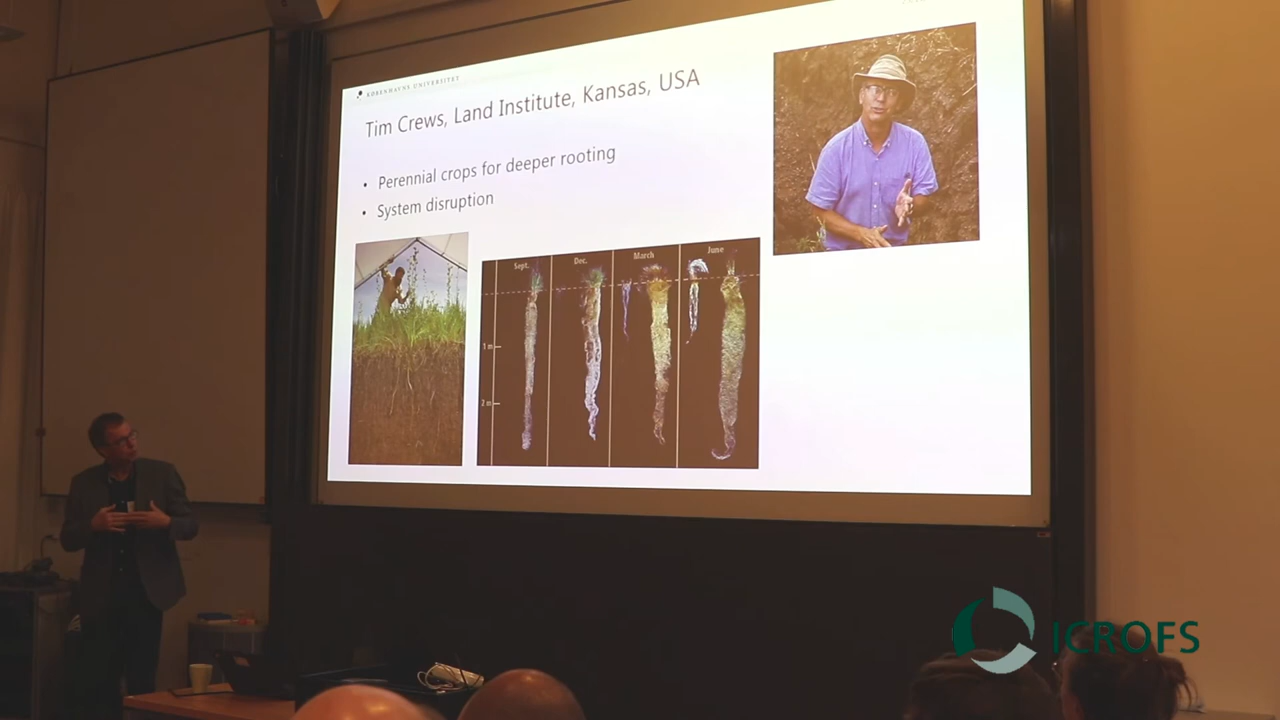 KØBENHAVNS UNIVERSITET
Tim Crews, Land Institute, Kansas, USA
• Perennial crops for deeper rooting
• System disruption
Sept. Dec. March June
1 m
2 m
ICROFS